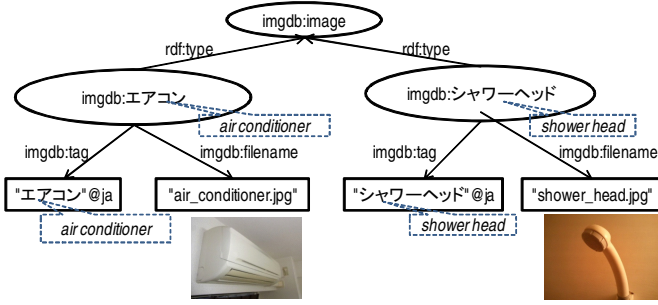 imgdb:image
rdf:type
rdf:type
imgdb:エアコン
imgdb:シャワーヘッド
air conditioner
shower head
imgdb:tag
imgdb:filename
imgdb:tag
imgdb:filename
"エアコン"@ja
"air_conditioner.jpg"
"シャワーヘッド"@ja
"shower_head.jpg"
air conditioner
shower head